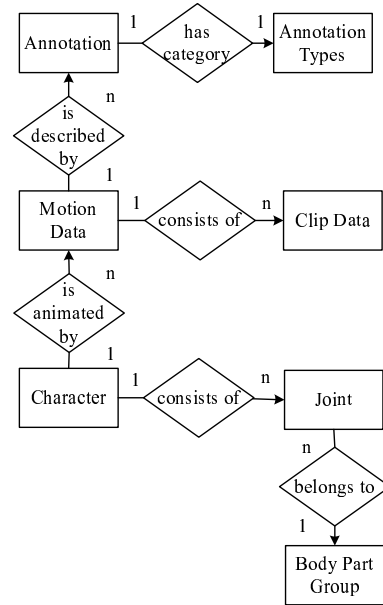 1
1
Annotation
has
category
Annotation
Types
n
is
described
by
1
Motion
Data
1
consists of
n
Clip Data
n
is
animated
by
1
Character
1
consists of
n
Joint
n
belongs to
1
Body Part
Group